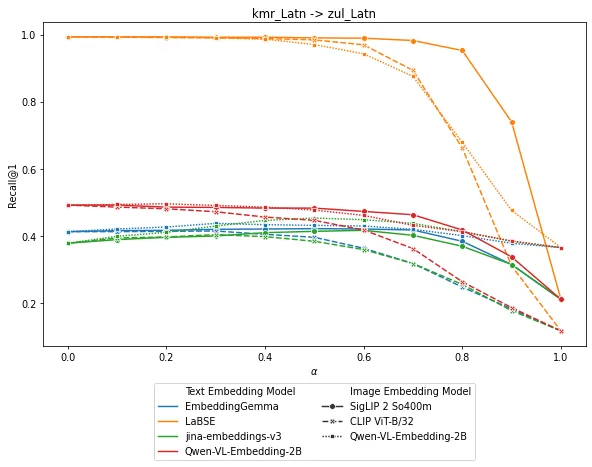 kmr_Latn -> zul_Latn
Recall@1
1.0
0.8
0.6
0.4
0.2
0.0 0.2 0.4 0.6 0.8 1.0
α
Text Embedding Model
EmbeddingGemma
LaBSE
jina-embeddings-v3
Qwen-VL-Embedding-2B
Image Embedding Model
SigLIP 2 So400m
CLIP ViT-B/32
Qwen-VL-Embedding-2B